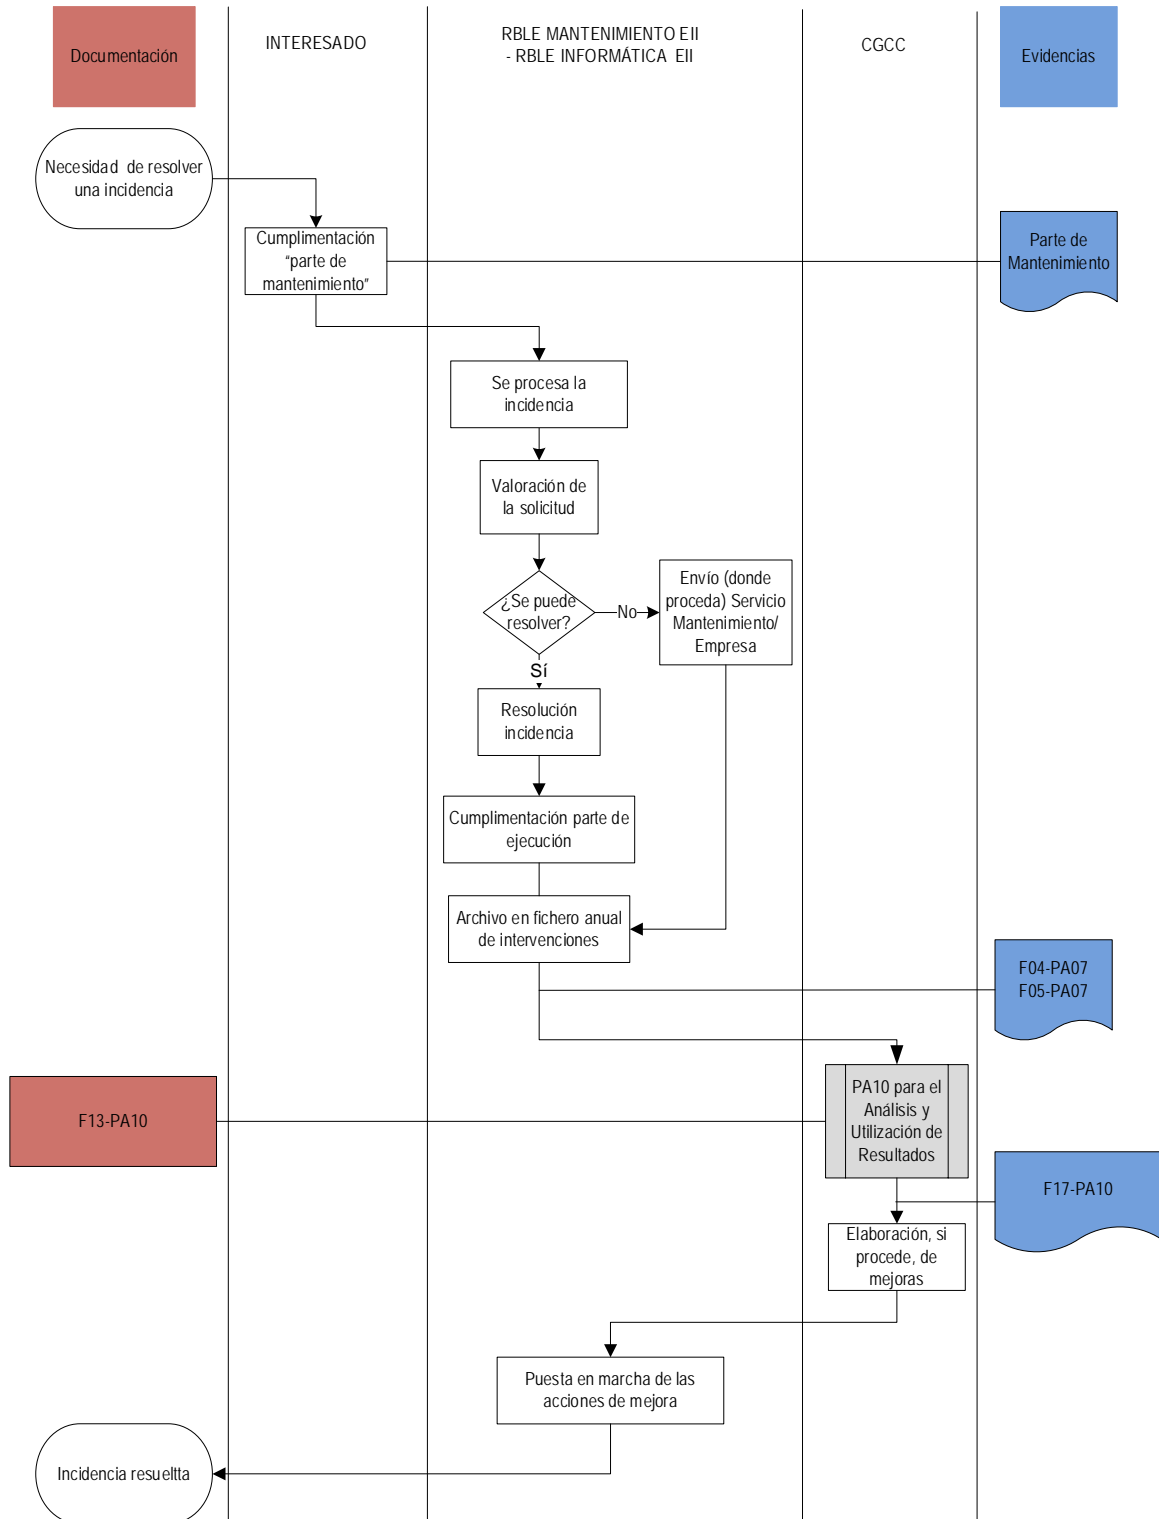 Documentación
INTERESADO
RBLE MANTENIMIENTO EII
- RBLE INFORMÁTICA EII
CGCC
Evidencias
Necesidad de resolver
una incidencia
Cumplimentación
“parte de
mantenimiento”
Parte de
Mantenimiento
Se procesa la
incidencia
Valoración de
la solicitud
¿Se puede
resolver?
No
Envío (donde
proceda) Servicio
Mantenimiento/
Empresa
Sí
Resolución
incidencia
Cumplimentación parte de
ejecución
Archivo en fichero anual
de intervenciones
F04-PA07
F05-PA07
F13-PA10
PA10 para el
Análisis y
Utilización de
Resultados
F17-PA10
Elaboración, si
procede, de
mejoras
Puesta en marcha de las
acciones de mejora
Incidencia resueltta